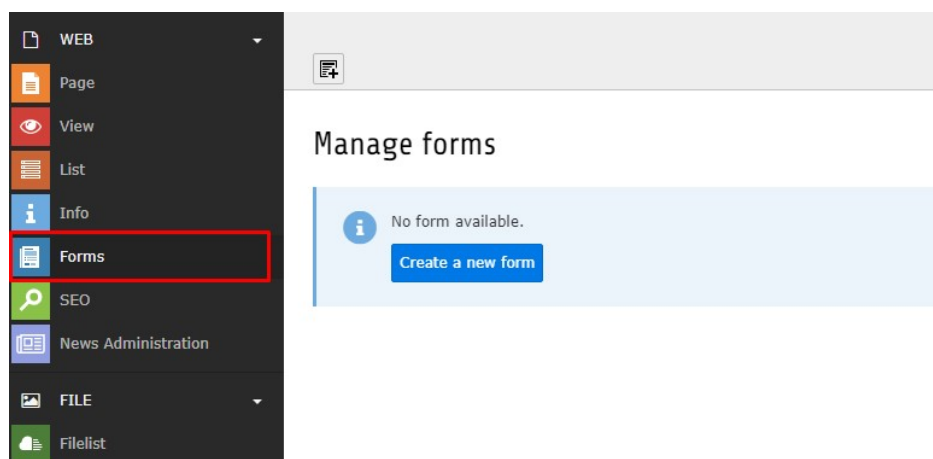 WEB
Page
View
List
Info
Forms
SEO
News Administration
FILE
Filelist
Manage forms
No form available.
Create a new form